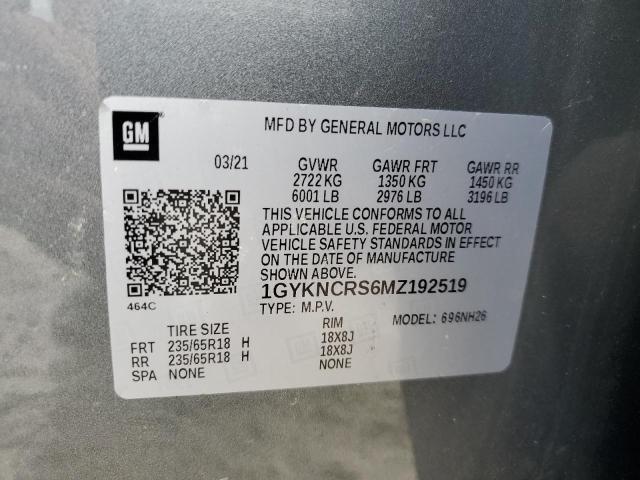 GM
MFD BY GENERAL MOTORS LLC
03/21 GVWR GAWR FRT GAWR RR
2722 KG 1350 KG 1450 KG
6001 LB 2976 LB 3196 LB
THIS VEHICLE CONFORMS TO ALL
APPLICABLE U.S. FEDERAL MOTOR
VEHICLE SAFETY STANDARDS IN EFFECT
ON THE DATE OF MANUFACTURE
SHOWN ABOVE.
464C
1GYKNCRS6MZ192519
TYPE: M.P.V. MODEL: 696NH26
TIRE SIZE RIM
FRT 235/65R18 H 18X8J
RR 235/65R18 H 18X8J
SPA NONE NONE